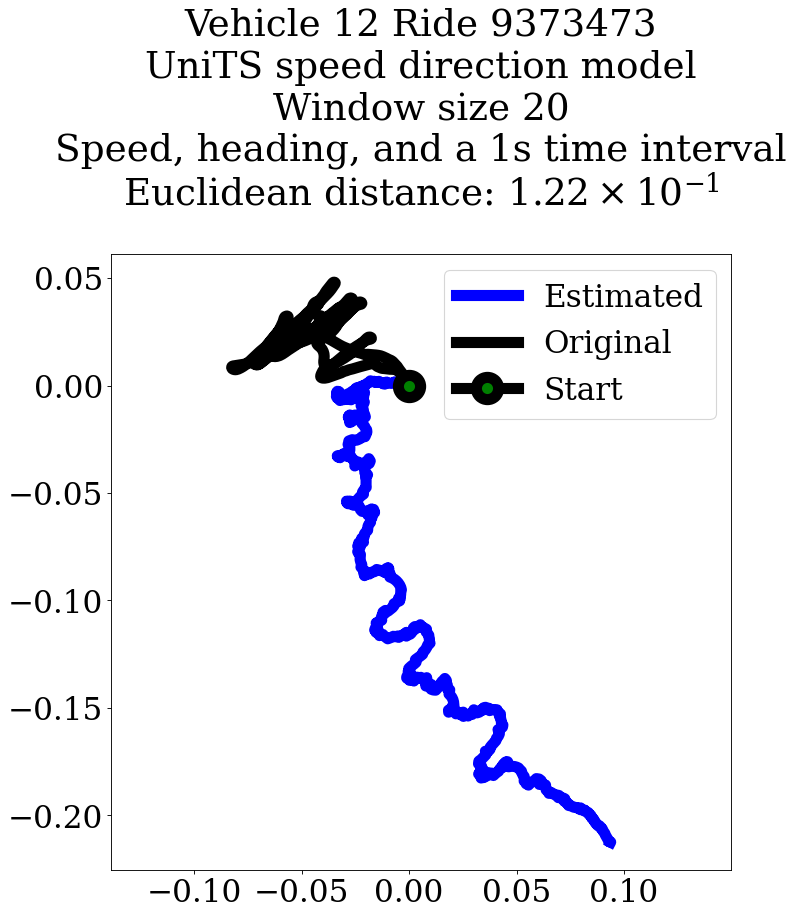 Vehicle 12 Ride 9373473
UniTS speed direction model
Window size 20
Speed, heading, and a 1s time interval
Euclidean distance: 1.22 × 10⁻¹
Estimated
Original
Start
0.05
0.00
−0.05
−0.10
−0.15
−0.20
−0.10 −0.05 0.00 0.05 0.10